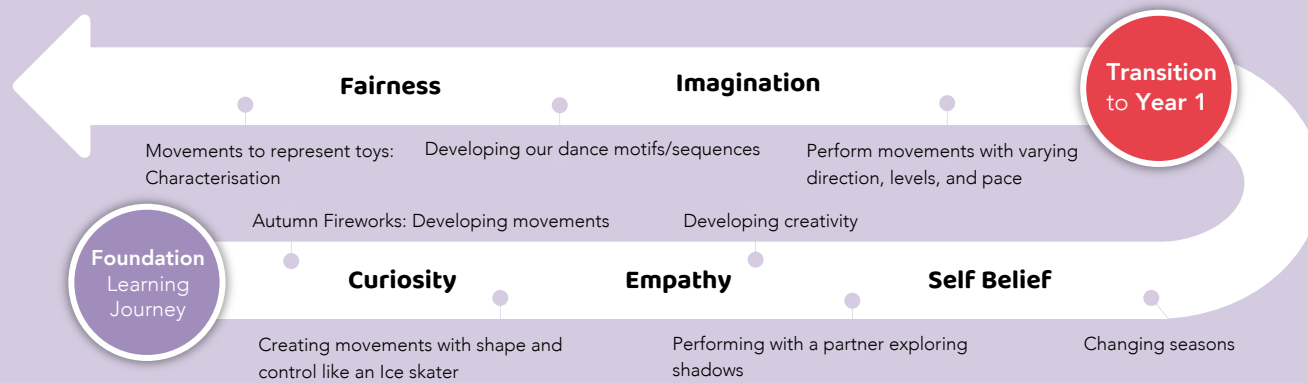 Fairness
Imagination
Transition
to Year 1
Movements to represent toys:
Characterisation
Developing our dance motifs/sequences
Perform movements with varying
direction, levels, and pace
Autumn Fireworks: Developing movements
Developing creativity
Foundation
Learning
Journey
Curiosity
Empathy
Self Belief
Creating movements with shape and
control like an Ice skater
Performing with a partner exploring
shadows
Changing seasons